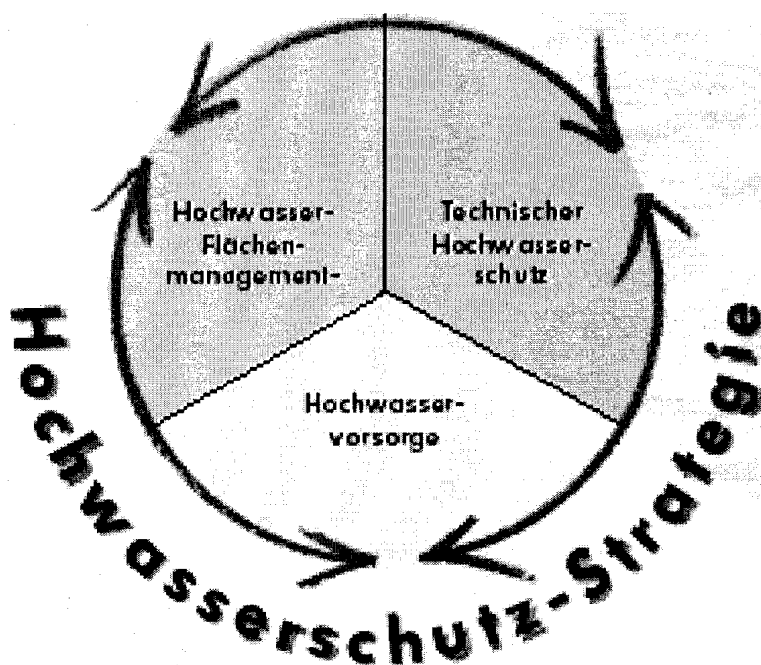 Hochwasser-
Flächen-
management-
Technischer
Hochwasser-
schutz
Hochwasser-
vorsorge
Hochwasserschutz-Strategie